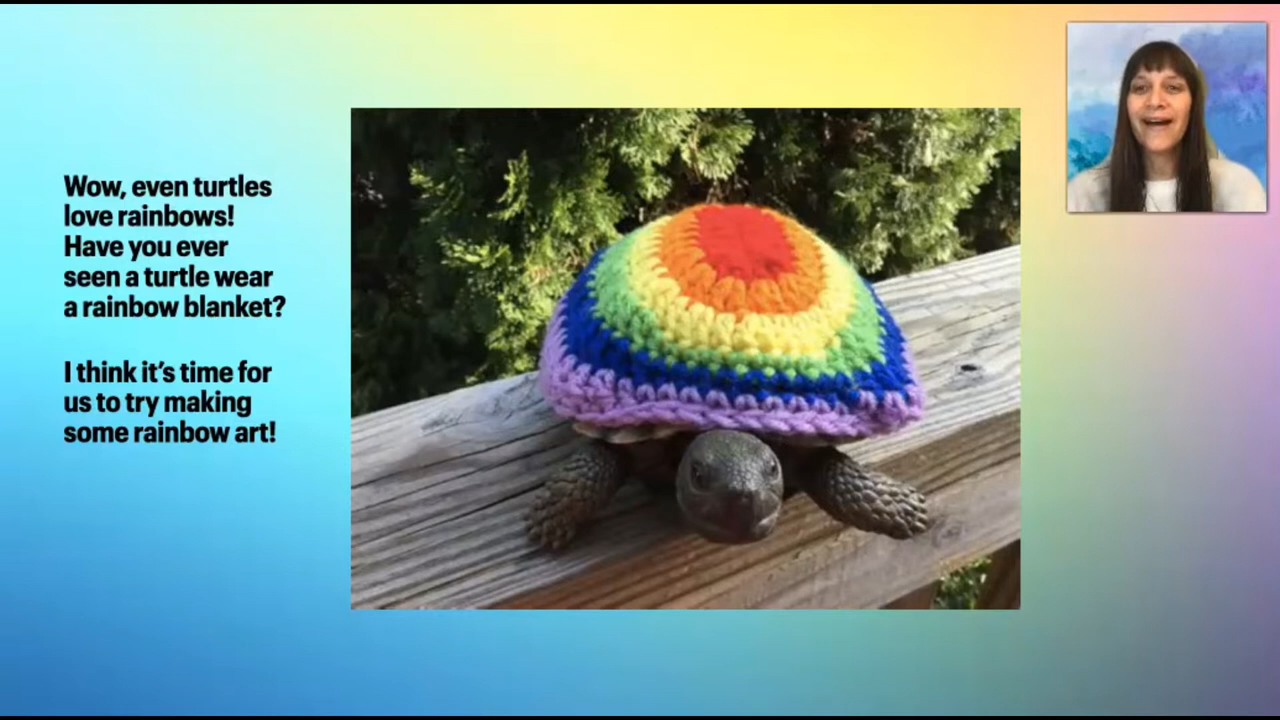 Wow, even turtles
love rainbows!
Have you ever
seen a turtle wear
a rainbow blanket?
I think it's time for
us to try making
some rainbow art!